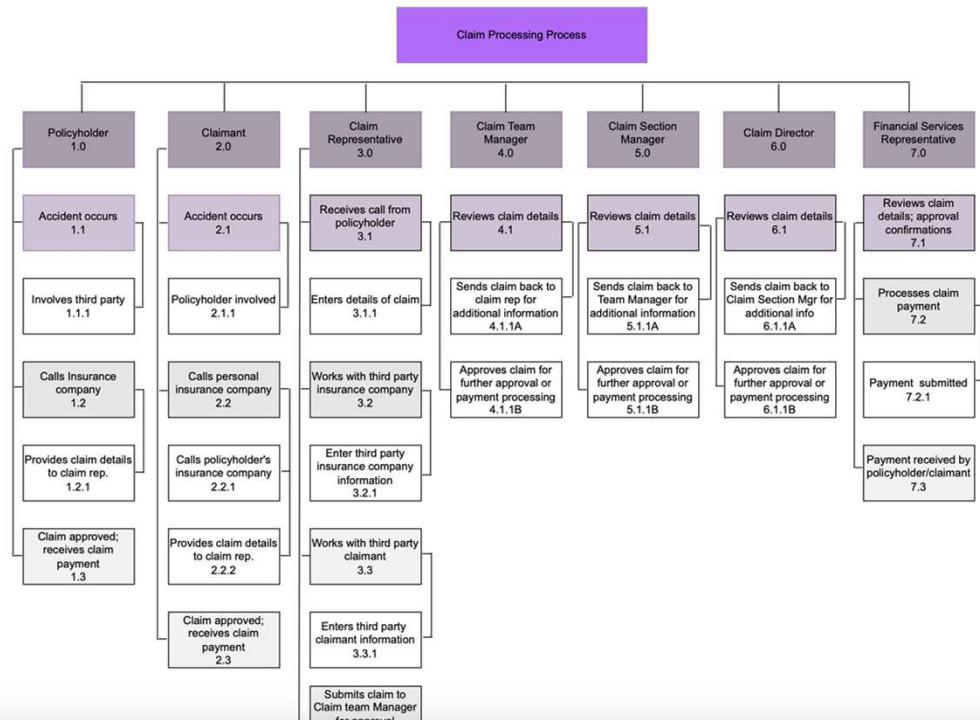 Claim Processing Process
Policyholder
1.0
Claimant
2.0
Claim
Representative
3.0
Claim Team
Manager
4.0
Claim Section
Manager
5.0
Claim Director
6.0
Financial Services
Representative
7.0
Accident occurs
1.1
Accident occurs
2.1
Receives call from
policyholder
3.1
Reviews claim details
4.1
Reviews claim details
5.1
Reviews claim details
6.1
Reviews claim
details; approval
confirmations
7.1
Involves third party
1.1.1
Policyholder involved
2.1.1
Enters details of claim
3.1.1
Sends claim back to
claim rep for
additional information
4.1.1A
Sends claim back to
Team Manager for
additional information
5.1.1A
Sends claim back to
Claim Section Mgr for
additional info
6.1.1A
Processes claim
payment
7.2
Calls Insurance
company
1.2
Calls personal
insurance company
2.2
Works with third party
insurance company
3.2
Approves claim for
further approval or
payment processing
4.1.1B
Approves claim for
further approval or
payment processing
5.1.1B
Approves claim for
further approval or
payment processing
6.1.1B
Payment submitted
7.2.1
Provides claim details
to claim rep.
1.2.1
Calls policyholder's
insurance company
2.2.1
Enter third party
insurance company
information
3.2.1
Payment received by
policyholder/claimant
7.3
Claim approved;
receives claim
payment
1.3
Provides claim details
to claim rep.
2.2.2
Works with third party
claimant
3.3
Claim approved;
receives claim
payment
2.3
Enters third party
claimant information
3.3.1
Submits claim to
Claim team Manager
for approval